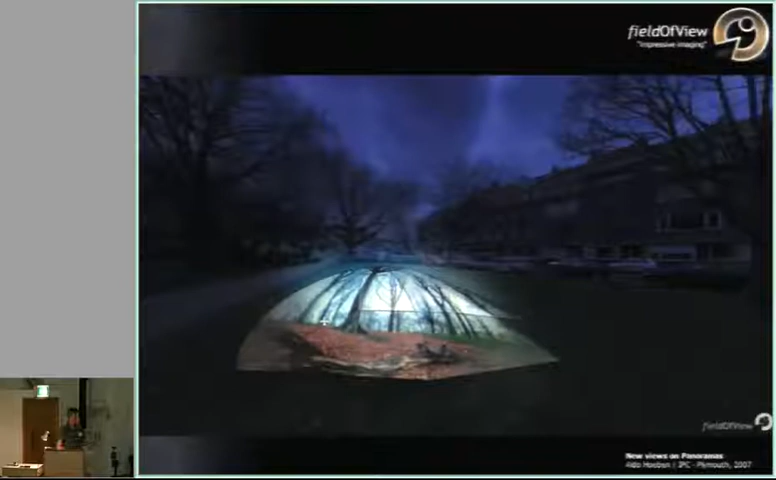 fieldOfView
"impressive imaging"
fieldOfView
New views on Panoramas
Aldo Hoeben / IPC - Plymouth, 2007